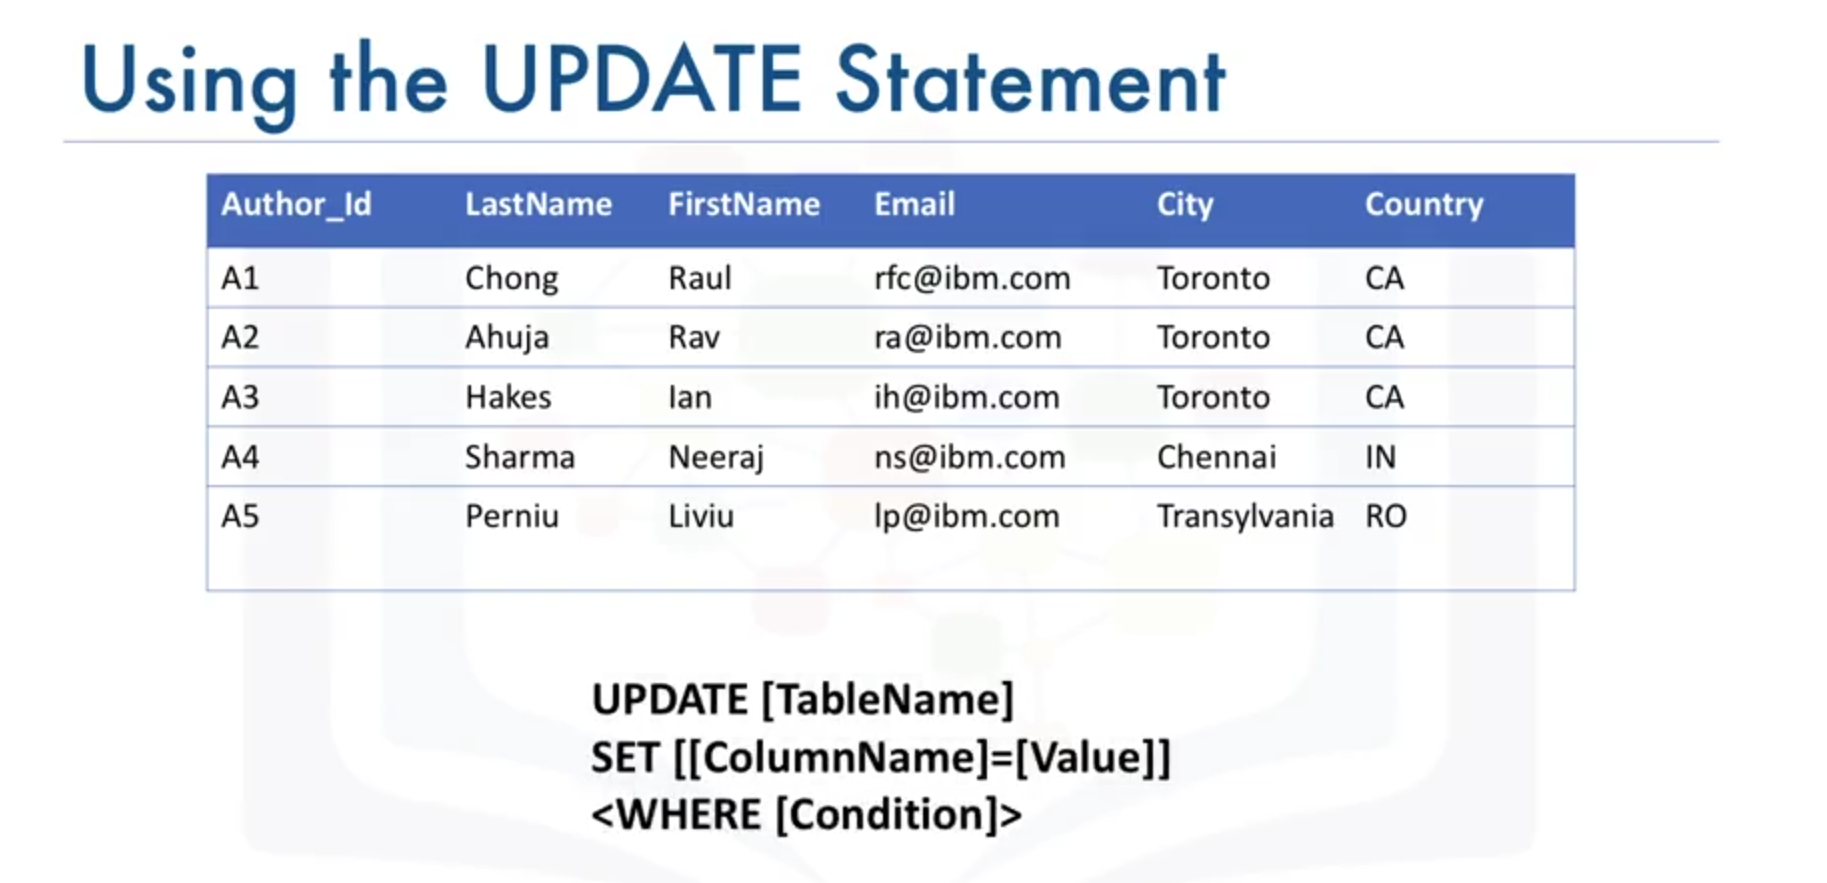 Using the UPDATE Statement
Author_Id LastName FirstName Email City Country
A1 Chong Raul rfc@ibm.com Toronto CA
A2 Ahuja Rav ra@ibm.com Toronto CA
A3 Hakes Ian ih@ibm.com Toronto CA
A4 Sharma Neeraj ns@ibm.com Chennai IN
A5 Perniu Liviu lp@ibm.com Transylvania RO
UPDATE [TableName]
SET [[ColumnName]=[Value]]
<WHERE [Condition]>